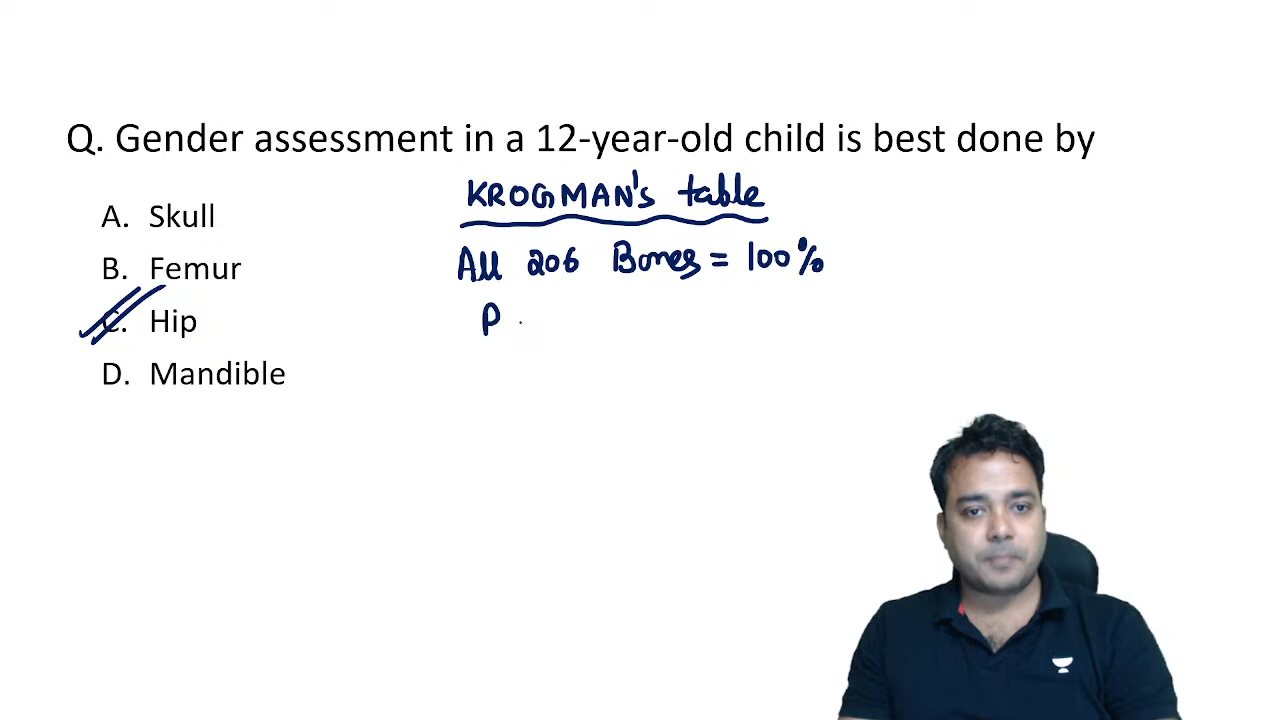 Q. Gender assessment in a 12-year-old child is best done by
A. Skull
B. Femur
C. Hip
D. Mandible
KROGMAN's table
All 206 Bones = 100%
P